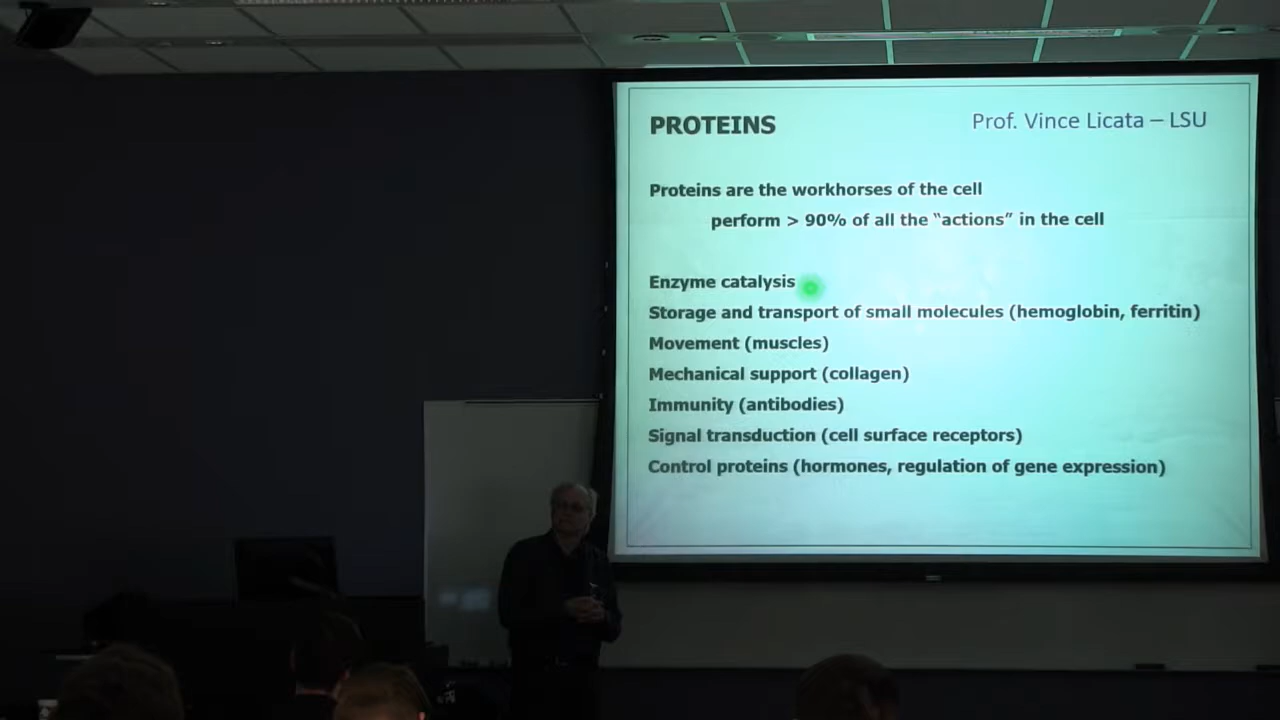 PROTEINS
Prof. Vince Licata – LSU
Proteins are the workhorses of the cell
perform > 90% of all the “actions” in the cell
Enzyme catalysis
Storage and transport of small molecules (hemoglobin, ferritin)
Movement (muscles)
Mechanical support (collagen)
Immunity (antibodies)
Signal transduction (cell surface receptors)
Control proteins (hormones, regulation of gene expression)